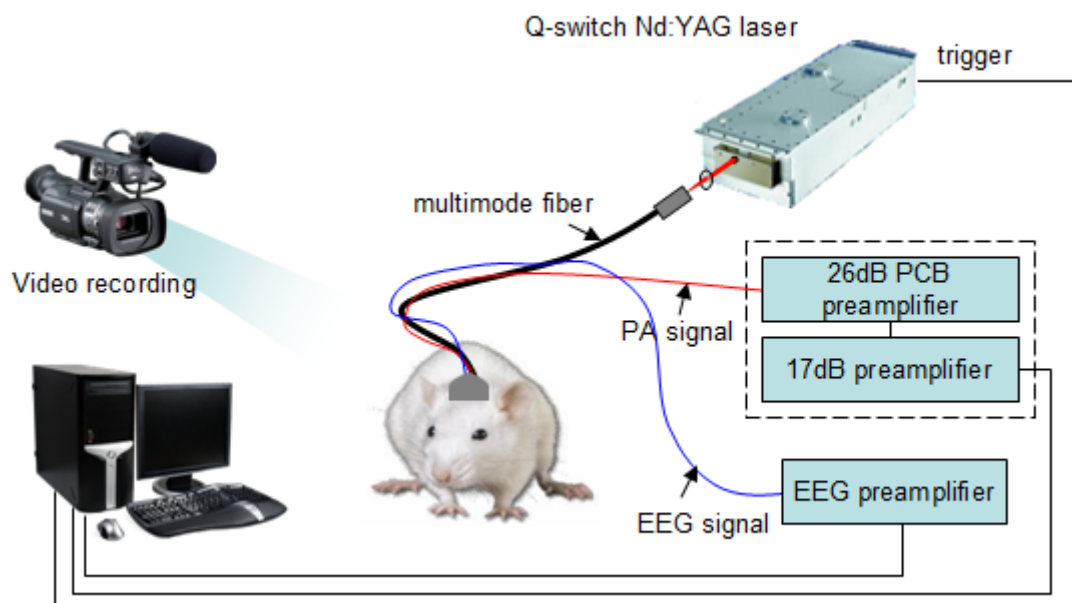 Q-switch Nd:YAG laser
trigger
multimode fiber
Video recording
26dB PCB
preamplifier
PA signal
17dB preamplifier
EEG preamplifier
EEG signal